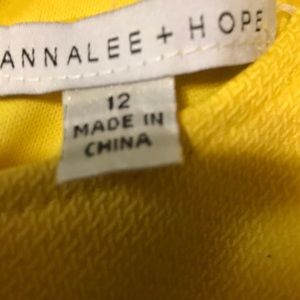 ANNALEE + HOPE
12
MADE IN
CHINA